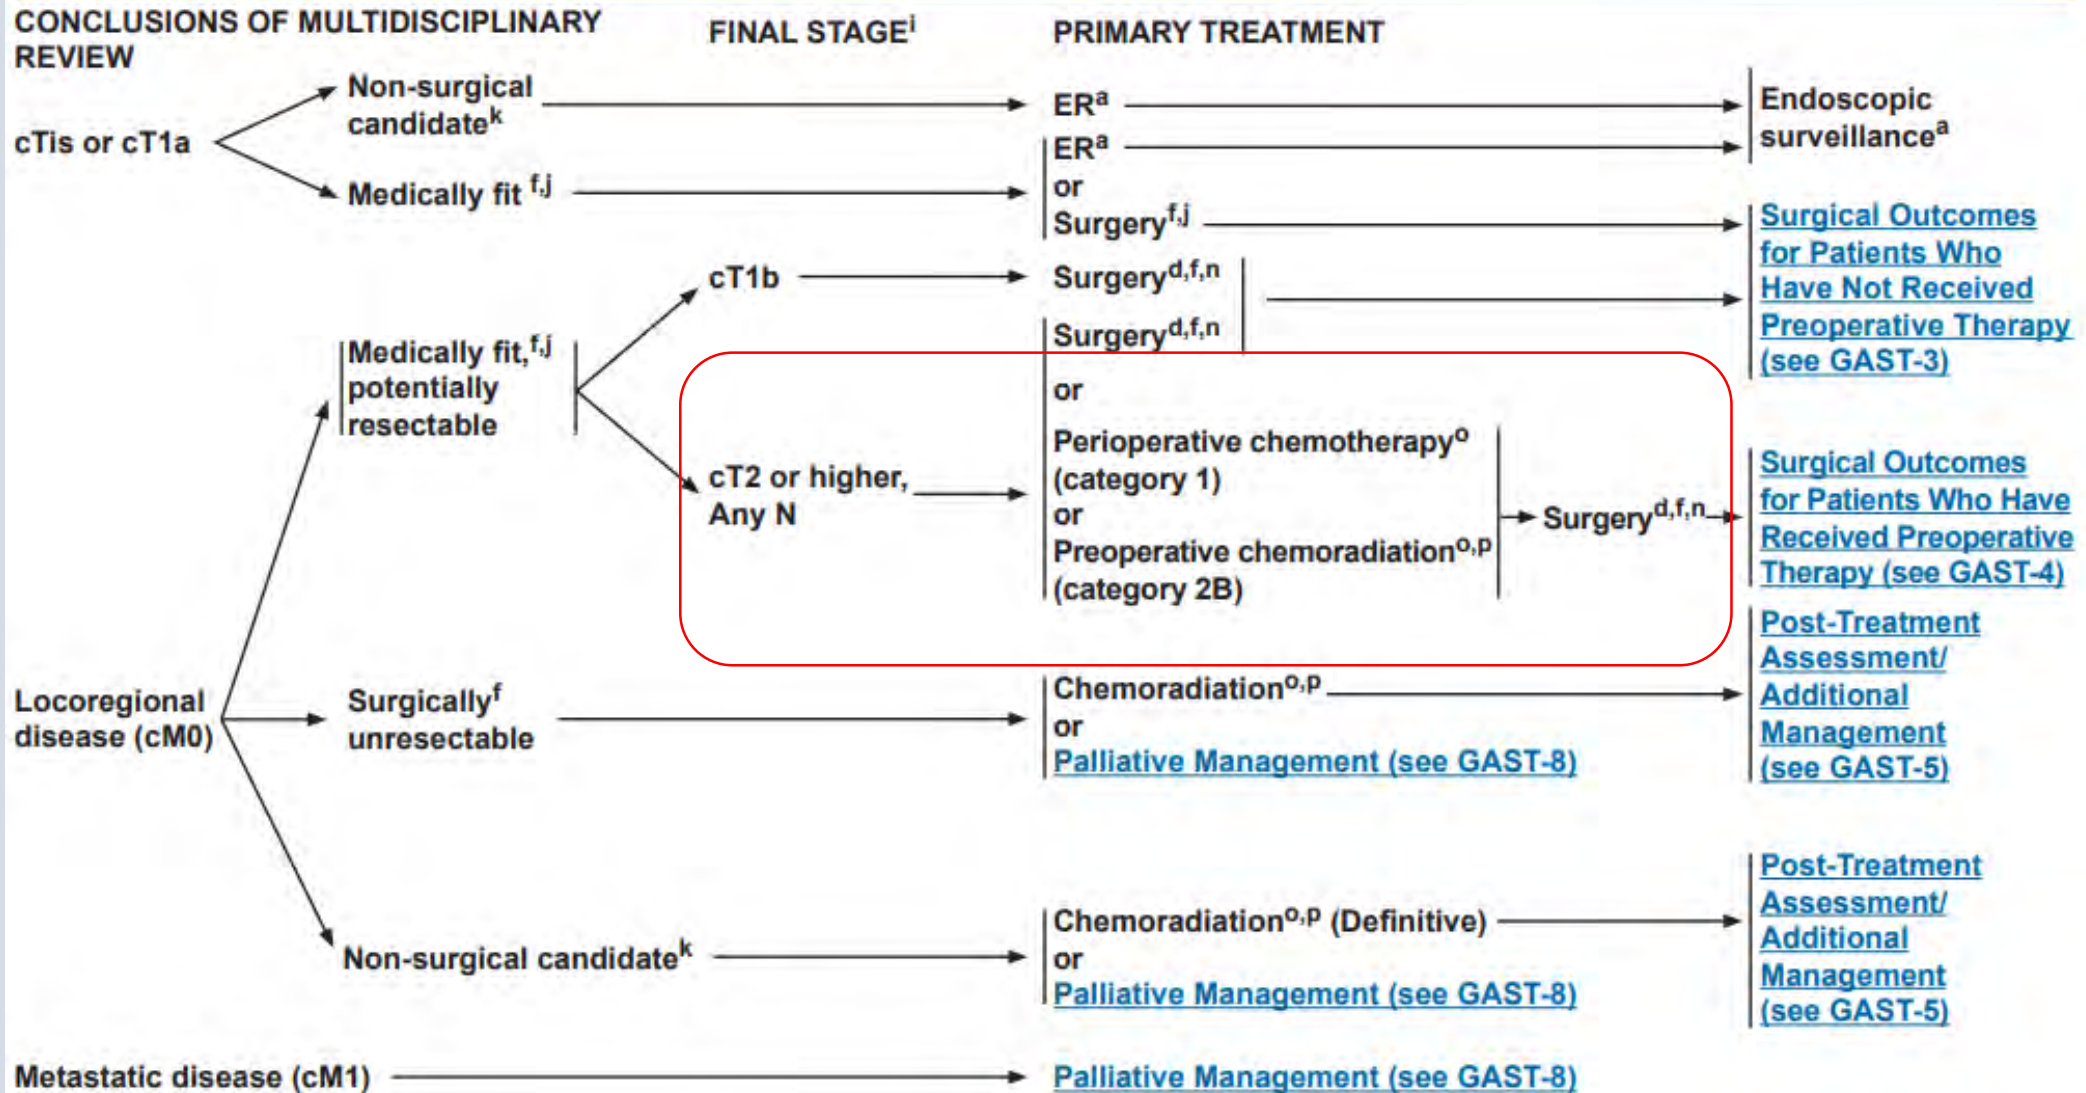 CONCLUSIONS OF MULTIDISCIPLINARY
REVIEW
FINAL STAGEⁱ
PRIMARY TREATMENT
cTis or cT1a
Non-surgical
candidateᵏ
ERᵃ
Endoscopic
surveillanceᵃ
Medically fit ᶠ,ʲ
ERᵃ
or
Surgeryᶠ,ʲ
Surgical Outcomes
for Patients Who
Have Not Received
Preoperative Therapy
(see GAST-3)
Locoregional
disease (cM0)
Medically fit,ᶠ,ʲ
potentially
resectable
cT1b
Surgeryᵈ,ᶠ,ⁿ
cT2 or higher,
Any N
Surgeryᵈ,ᶠ,ⁿ
or
Perioperative chemotherapyᵒ
(category 1)
or
Preoperative chemoradiationᵒ,ᵖ
(category 2B)
Surgeryᵈ,ᶠ,ⁿ
Surgical Outcomes
for Patients Who Have
Received Preoperative
Therapy (see GAST-4)
Surgicallyᶠ
unresectable
Chemoradiationᵒ,ᵖ
or
Palliative Management (see GAST-8)
Post-Treatment
Assessment/
Additional
Management
(see GAST-5)
Non-surgical candidateᵏ
Chemoradiationᵒ,ᵖ (Definitive)
or
Palliative Management (see GAST-8)
Post-Treatment
Assessment/
Additional
Management
(see GAST-5)
Metastatic disease (cM1)
Palliative Management (see GAST-8)